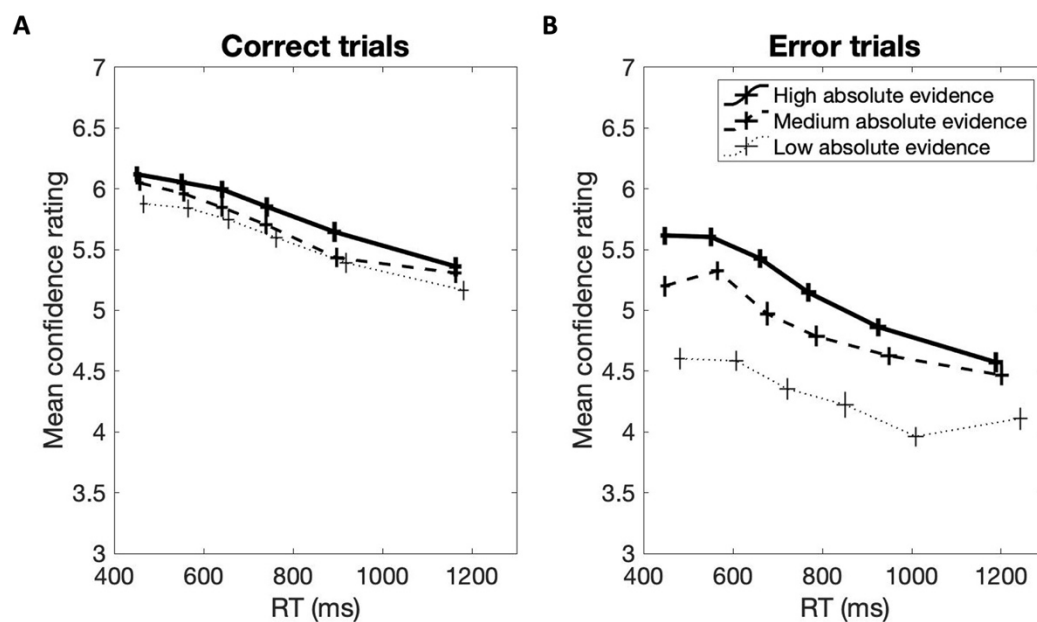 A
Correct trials
Mean confidence rating
7
6.5
6
5.5
5
4.5
4
3.5
3
400 600 800 1000 1200
RT (ms)
B
Error trials
High absolute evidence
Medium absolute evidence
Low absolute evidence
Mean confidence rating
7
6.5
6
5.5
5
4.5
4
3.5
3
400 600 800 1000 1200
RT (ms)